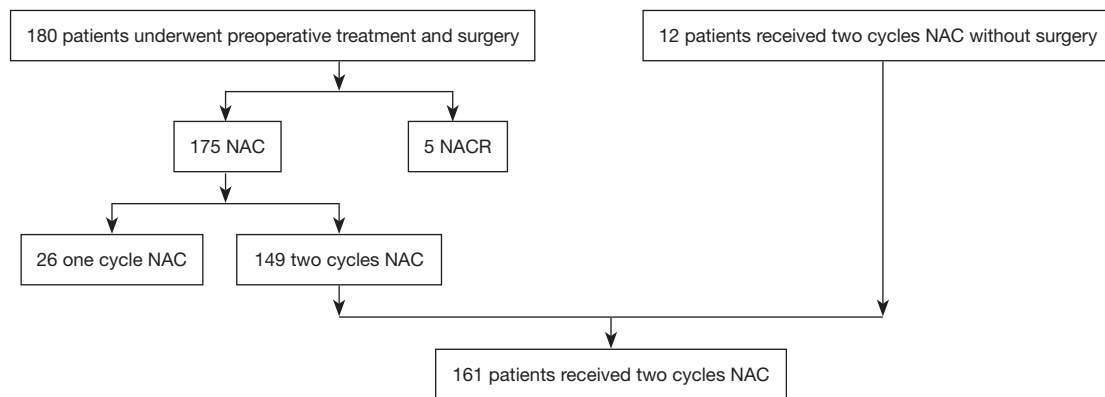 180 patients underwent preoperative treatment and surgery
12 patients received two cycles NAC without surgery
175 NAC
5 NACR
26 one cycle NAC
149 two cycles NAC
161 patients received two cycles NAC